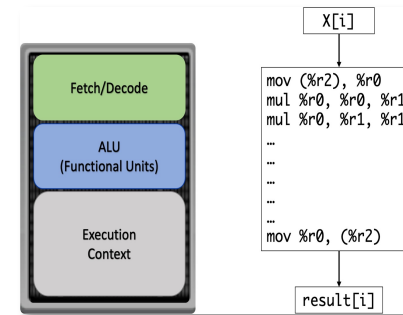 Fetch/Decode
ALU
(Functional Units)
Execution
Context
X[i]
mov (%r2), %r0
mul %r0, %r0, %r1
mul %r0, %r1, %r1
…
…
…
…
…
mov %r0, (%r2)
result[i]